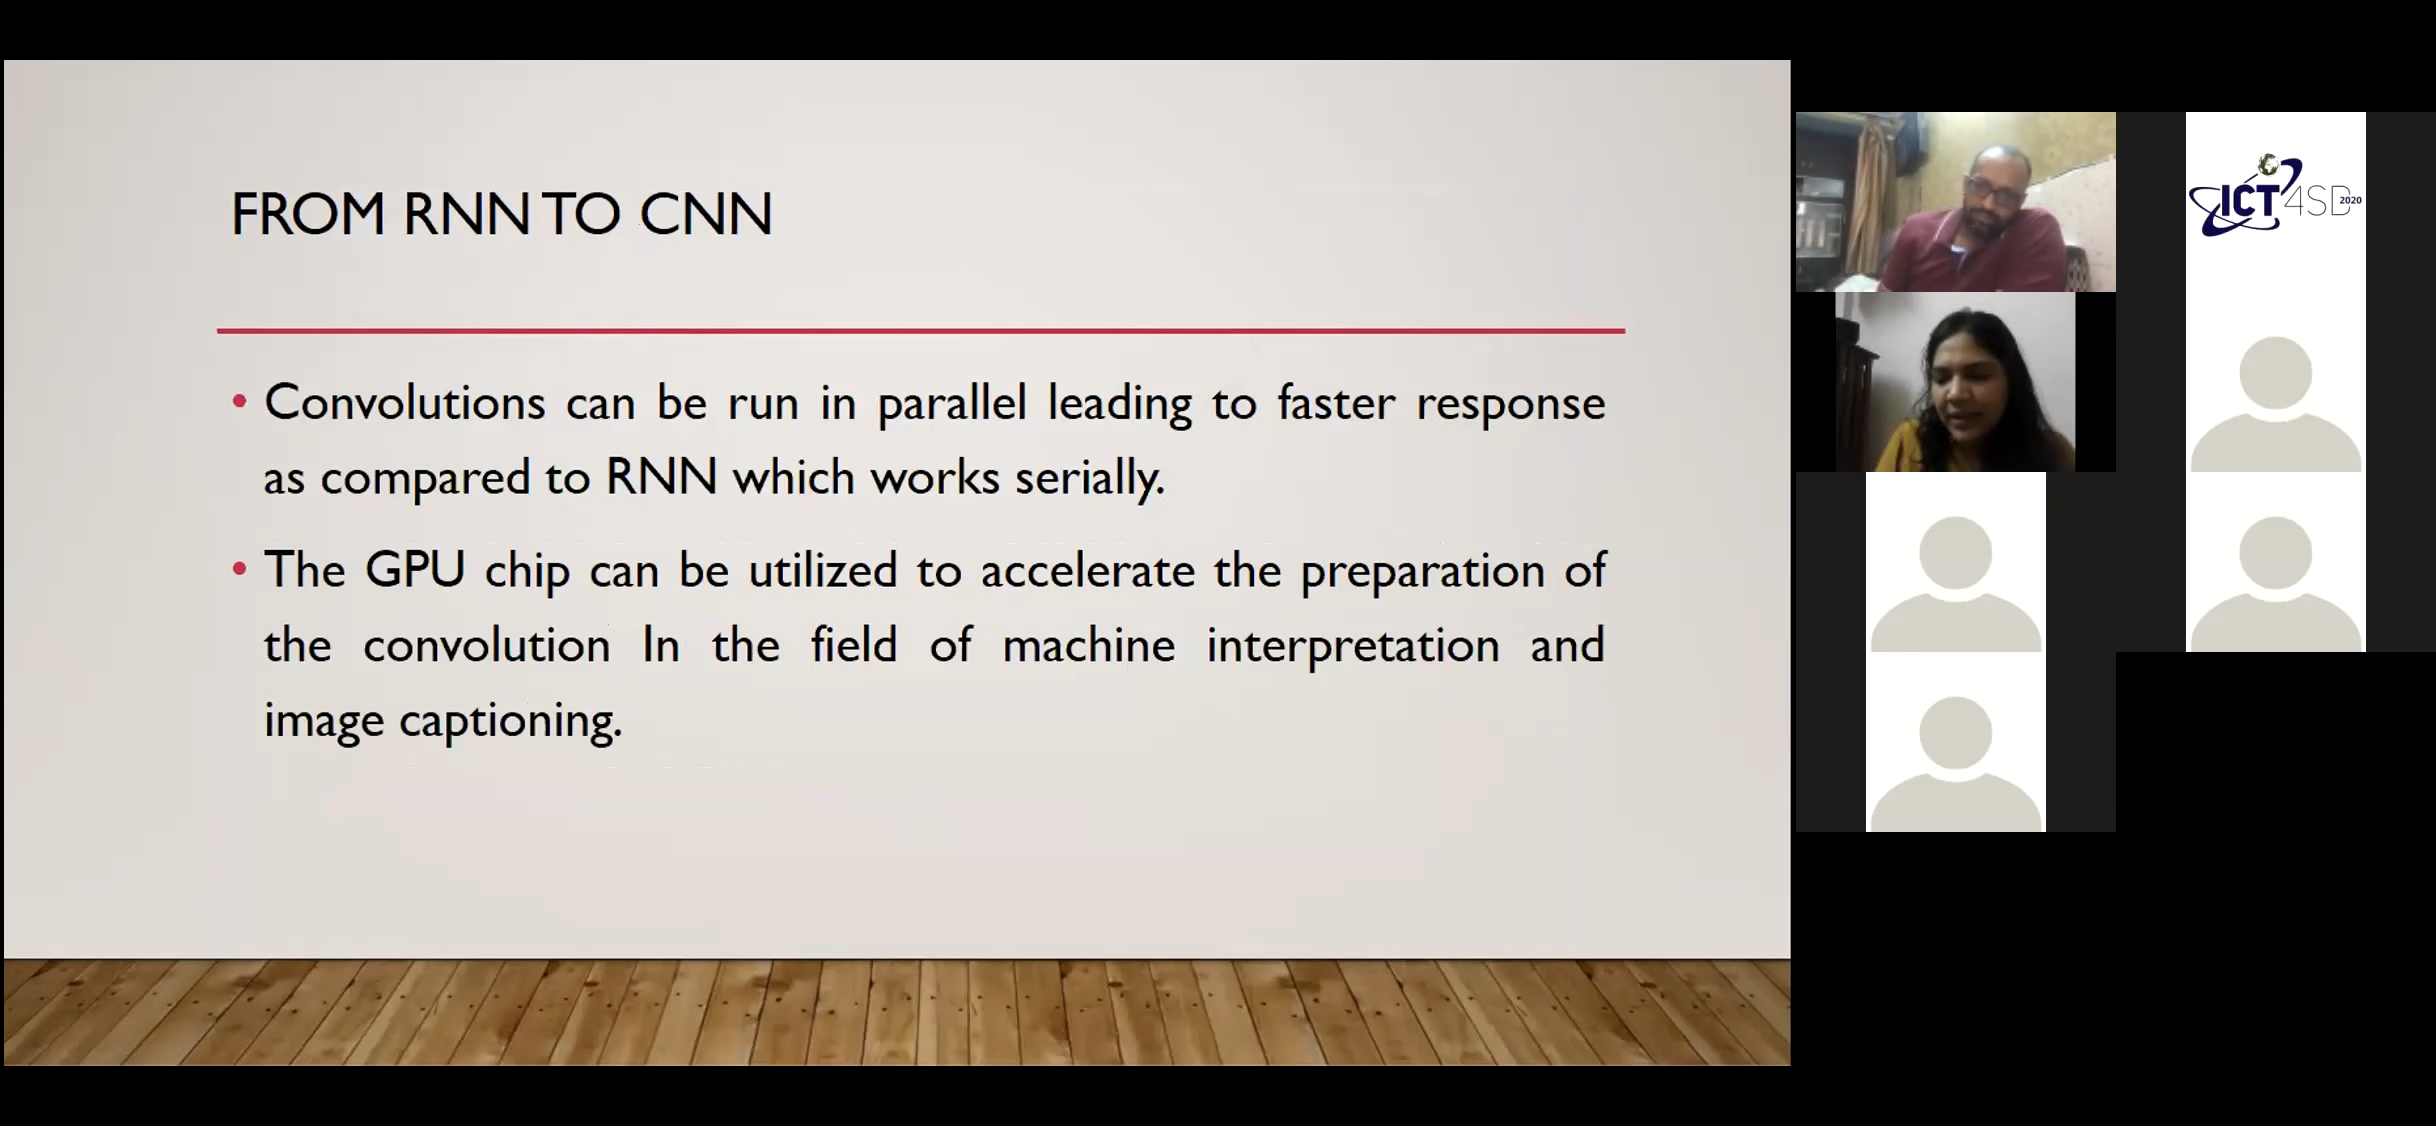 FROM RNN TO CNN
• Convolutions can be run in parallel leading to faster response
as compared to RNN which works serially.
• The GPU chip can be utilized to accelerate the preparation of
the convolution In the field of machine interpretation and
image captioning.
ICT4SD 2020